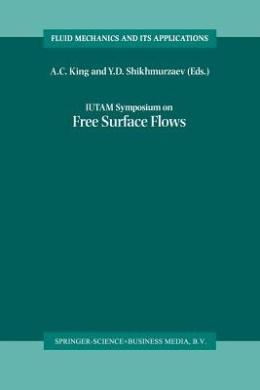 FLUID MECHANICS AND ITS APPLICATIONS
A.C. King and Y.D. Shikhmurzaev (Eds.)
IUTAM Symposium on
Free Surface Flows
SPRINGER-SCIENCE+BUSINESS MEDIA, B.V.